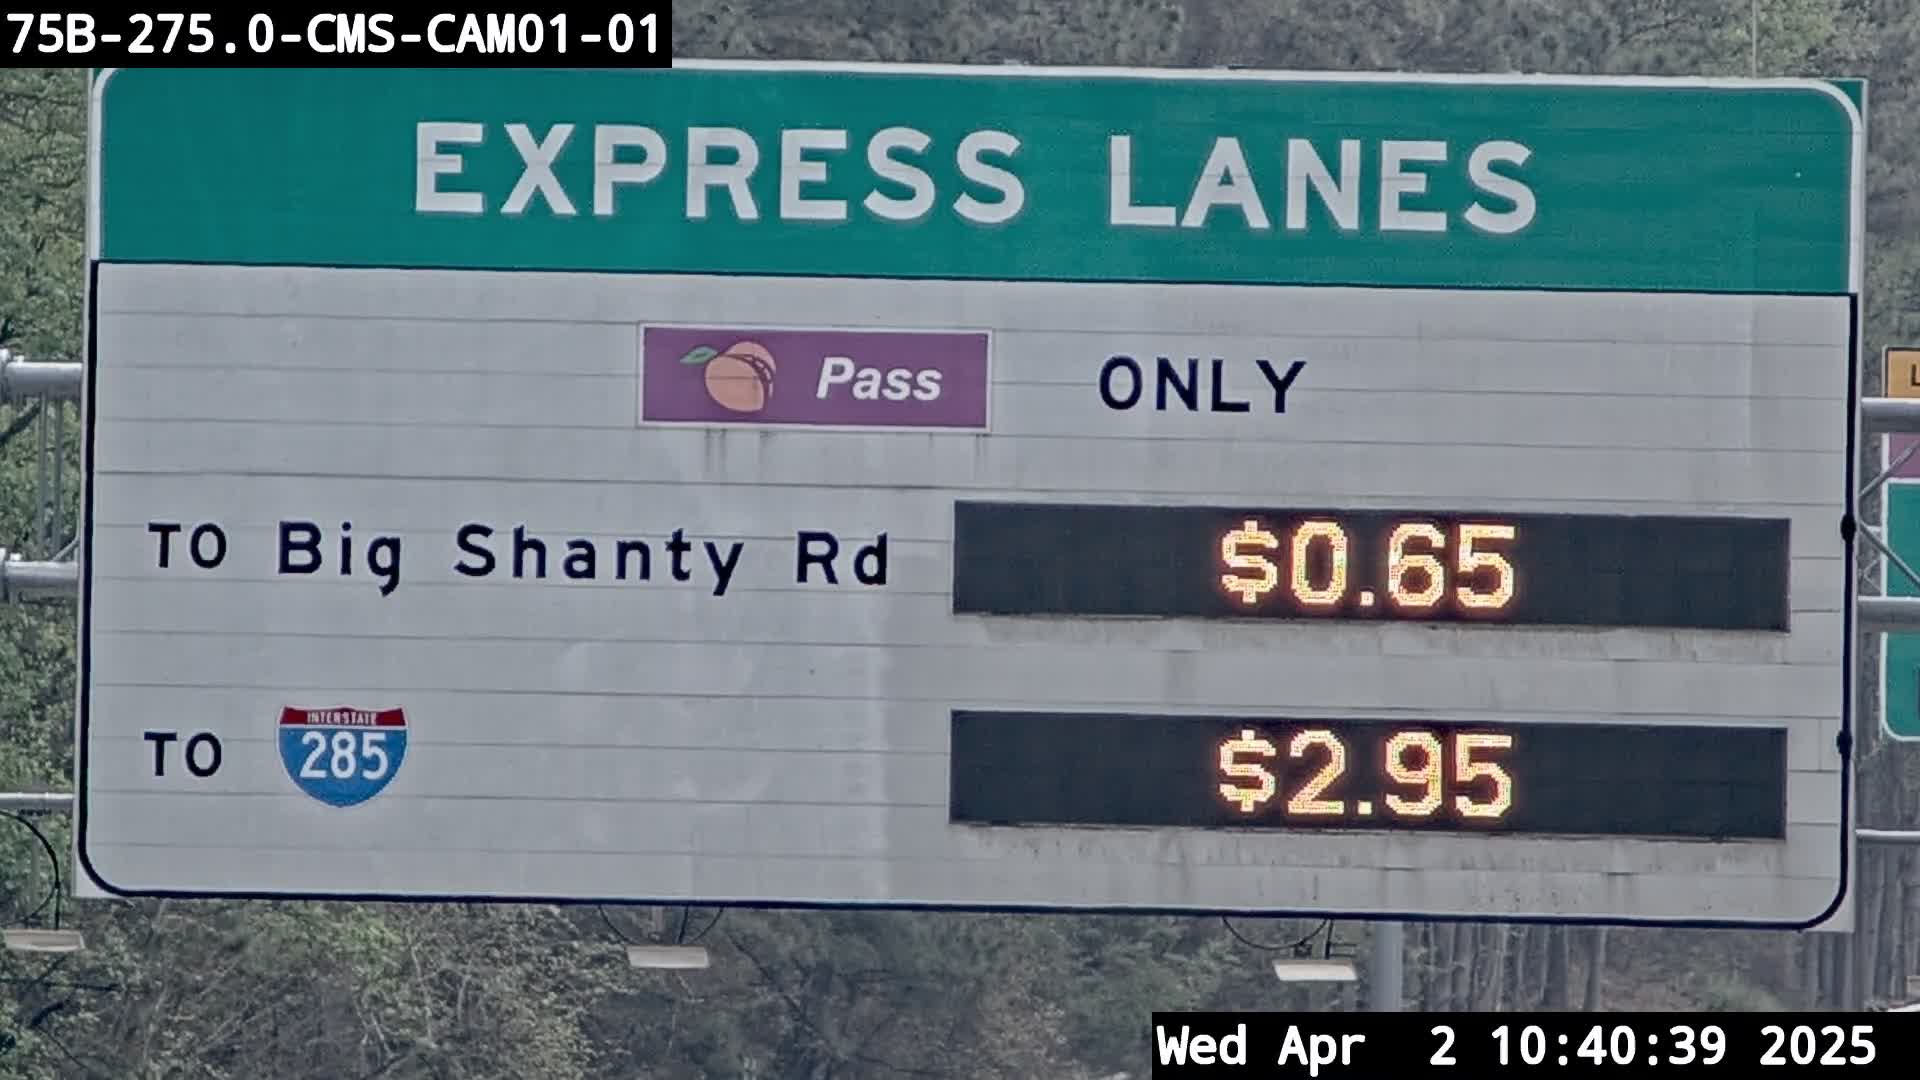 75B-275.0-CMS-CAM01-01
EXPRESS LANES
Pass ONLY
TO Big Shanty Rd $0.65
TO INTERSTATE 285 $2.95
Wed Apr 2 10:40:39 2025